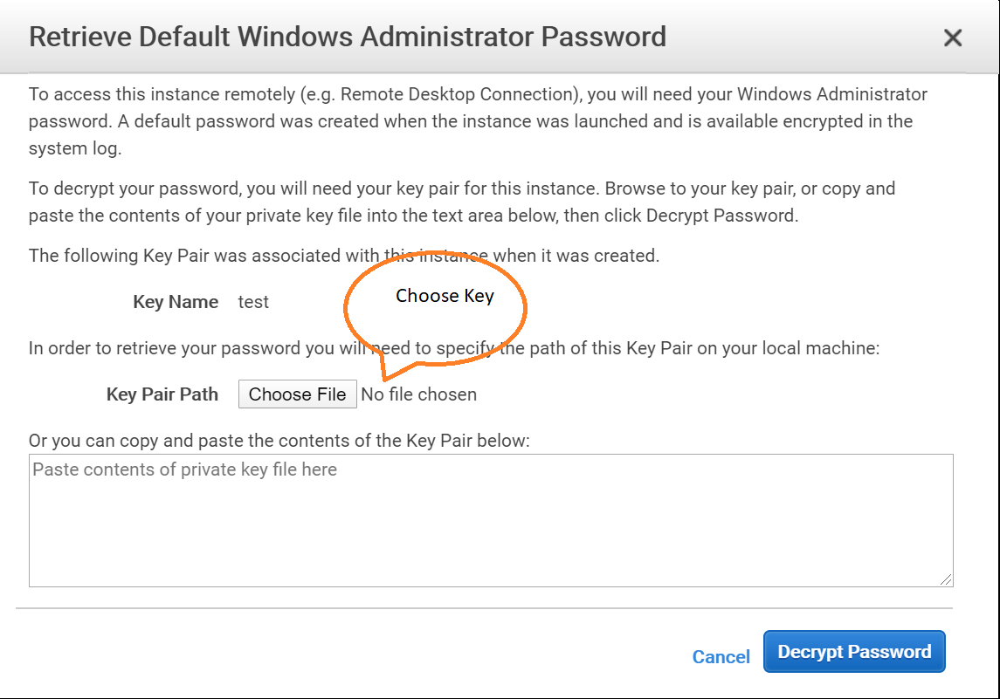 Retrieve Default Windows Administrator Password
To access this instance remotely (e.g. Remote Desktop Connection), you will need your Windows Administrator
password. A default password was created when the instance was launched and is available encrypted in the
system log.
To decrypt your password, you will need your key pair for this instance. Browse to your key pair, or copy and
paste the contents of your private key file into the text area below, then click Decrypt Password.
The following Key Pair was associated with this instance when it was created.
Choose Key
Key Name test
In order to retrieve your password you will need to specify the path of this Key Pair on your local machine:
Key Pair Path Choose File No file chosen
Or you can copy and paste the contents of the Key Pair below:
Paste contents of private key file here
Cancel Decrypt Password